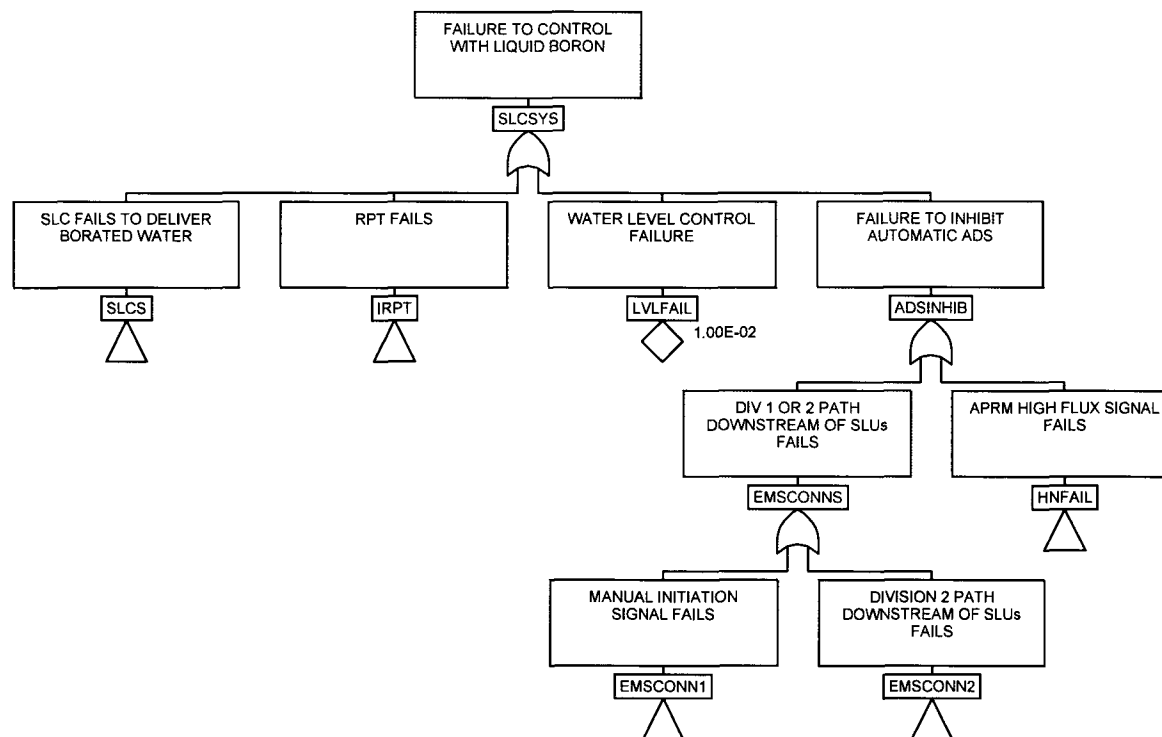 FAILURE TO CONTROL
WITH LIQUID BORON
SLCSYS
SLC FAILS TO DELIVER
BORATED WATER
RPT FAILS
WATER LEVEL CONTROL
FAILURE
FAILURE TO INHIBIT
AUTOMATIC ADS
SLCS
IRPT
LVLFAIL
ADSINHIB
1.00E-02
DIV 1 OR 2 PATH
DOWNSTREAM OF SLUs
FAILS
APRM HIGH FLUX SIGNAL
FAILS
EMSCONNS
HNFAIL
MANUAL INITIATION
SIGNAL FAILS
DIVISION 2 PATH
DOWNSTREAM OF SLUs
FAILS
EMSCONN1
EMSCONN2